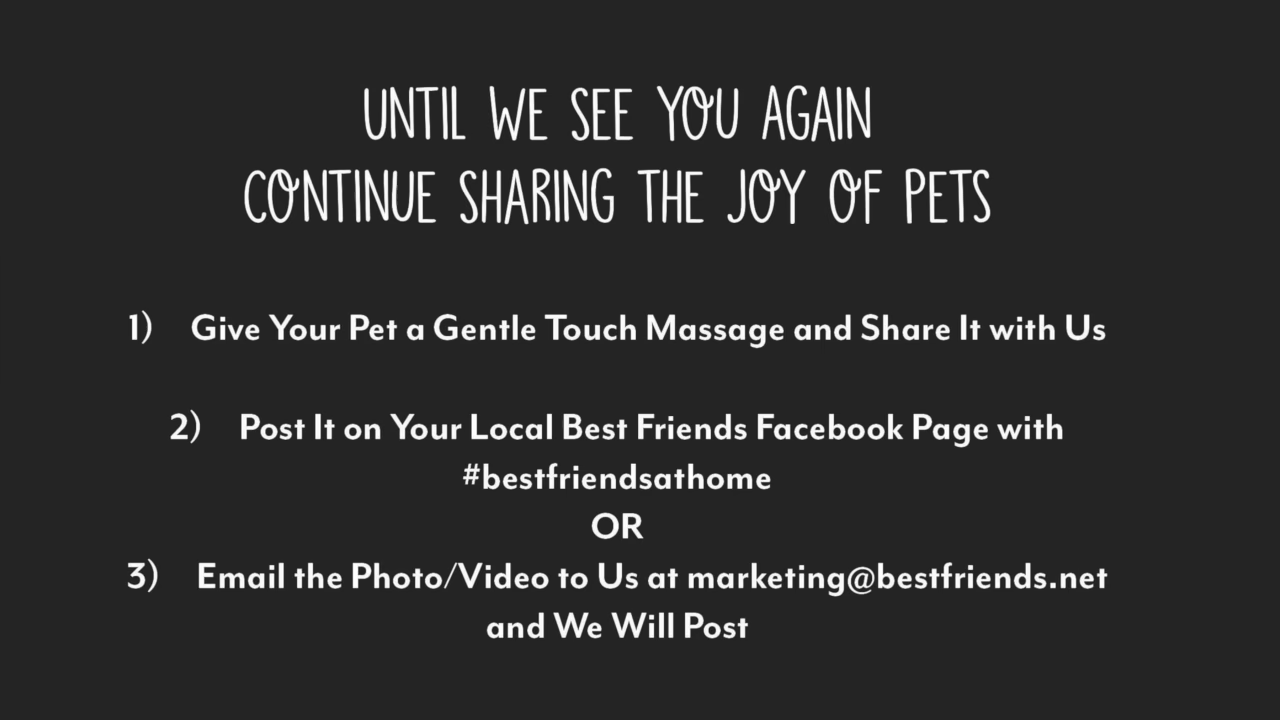 UNTIL WE SEE YOU AGAIN
CONTINUE SHARING THE JOY OF PETS
1) Give Your Pet a Gentle Touch Massage and Share It with Us
2) Post It on Your Local Best Friends Facebook Page with
#bestfriendsathome
OR
3) Email the Photo/Video to Us at marketing@bestfriends.net
and We Will Post